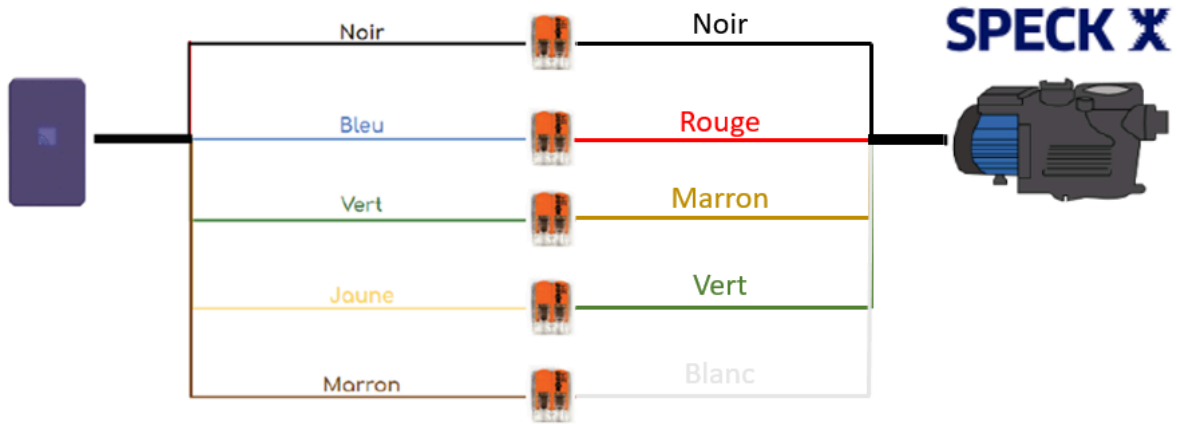 SPECK
Noir
Noir
Bleu
Rouge
Vert
Marron
Jaune
Vert
Marron
Blanc